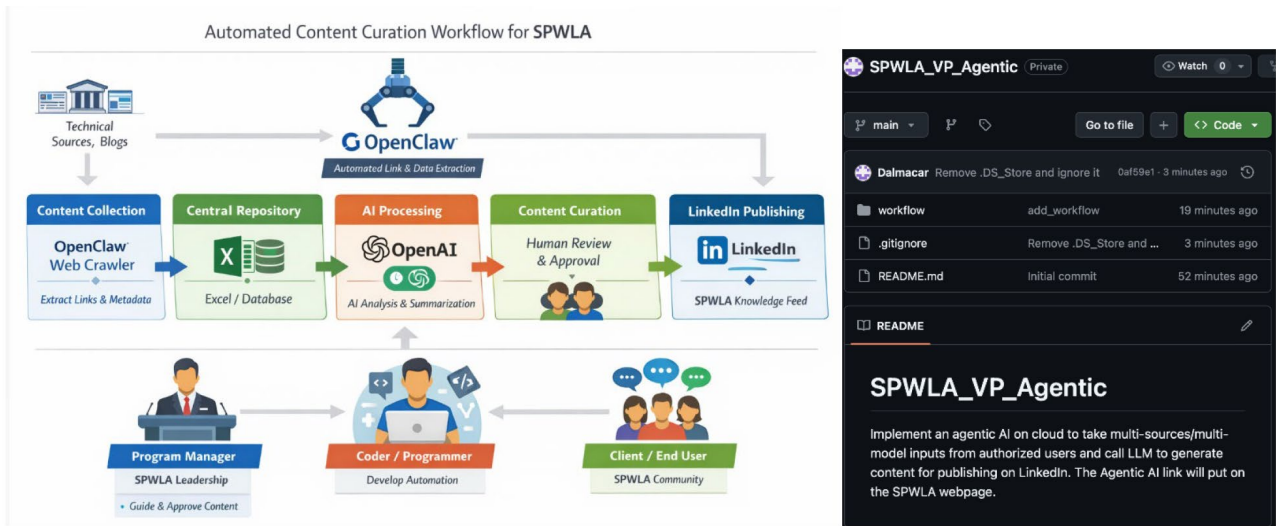 Automated Content Curation Workflow for SPWLA
Technical
Sources, Blogs
OpenClaw
Automated Link & Data Extraction
Content Collection
OpenClaw
Web Crawler
Extract Links & Metadata
Central Repository
Excel / Database
AI Processing
OpenAI
AI Analysis & Summarization
Content Curation
Human Review
& Approval
LinkedIn Publishing
in LinkedIn
SPWLA Knowledge Feed
Program Manager
SPWLA Leadership
• Guide & Approve Content
Coder / Programmer
Develop Automation
Client / End User
SPWLA Community
SPWLA_VP_Agentic Private
Watch 0
main
Go to file
+
<> Code
Dalmacar Remove .DS_Store and ignore it 0af59e1 · 3 minutes ago
workflow add_workflow 19 minutes ago
.gitignore Remove .DS_Store and ... 3 minutes ago
README.md Initial commit 52 minutes ago
README
SPWLA_VP_Agentic
Implement an agentic AI on cloud to take multi-sources/multi-
model inputs from authorized users and call LLM to generate
content for publishing on LinkedIn. The Agentic AI link will put on
the SPWLA webpage.